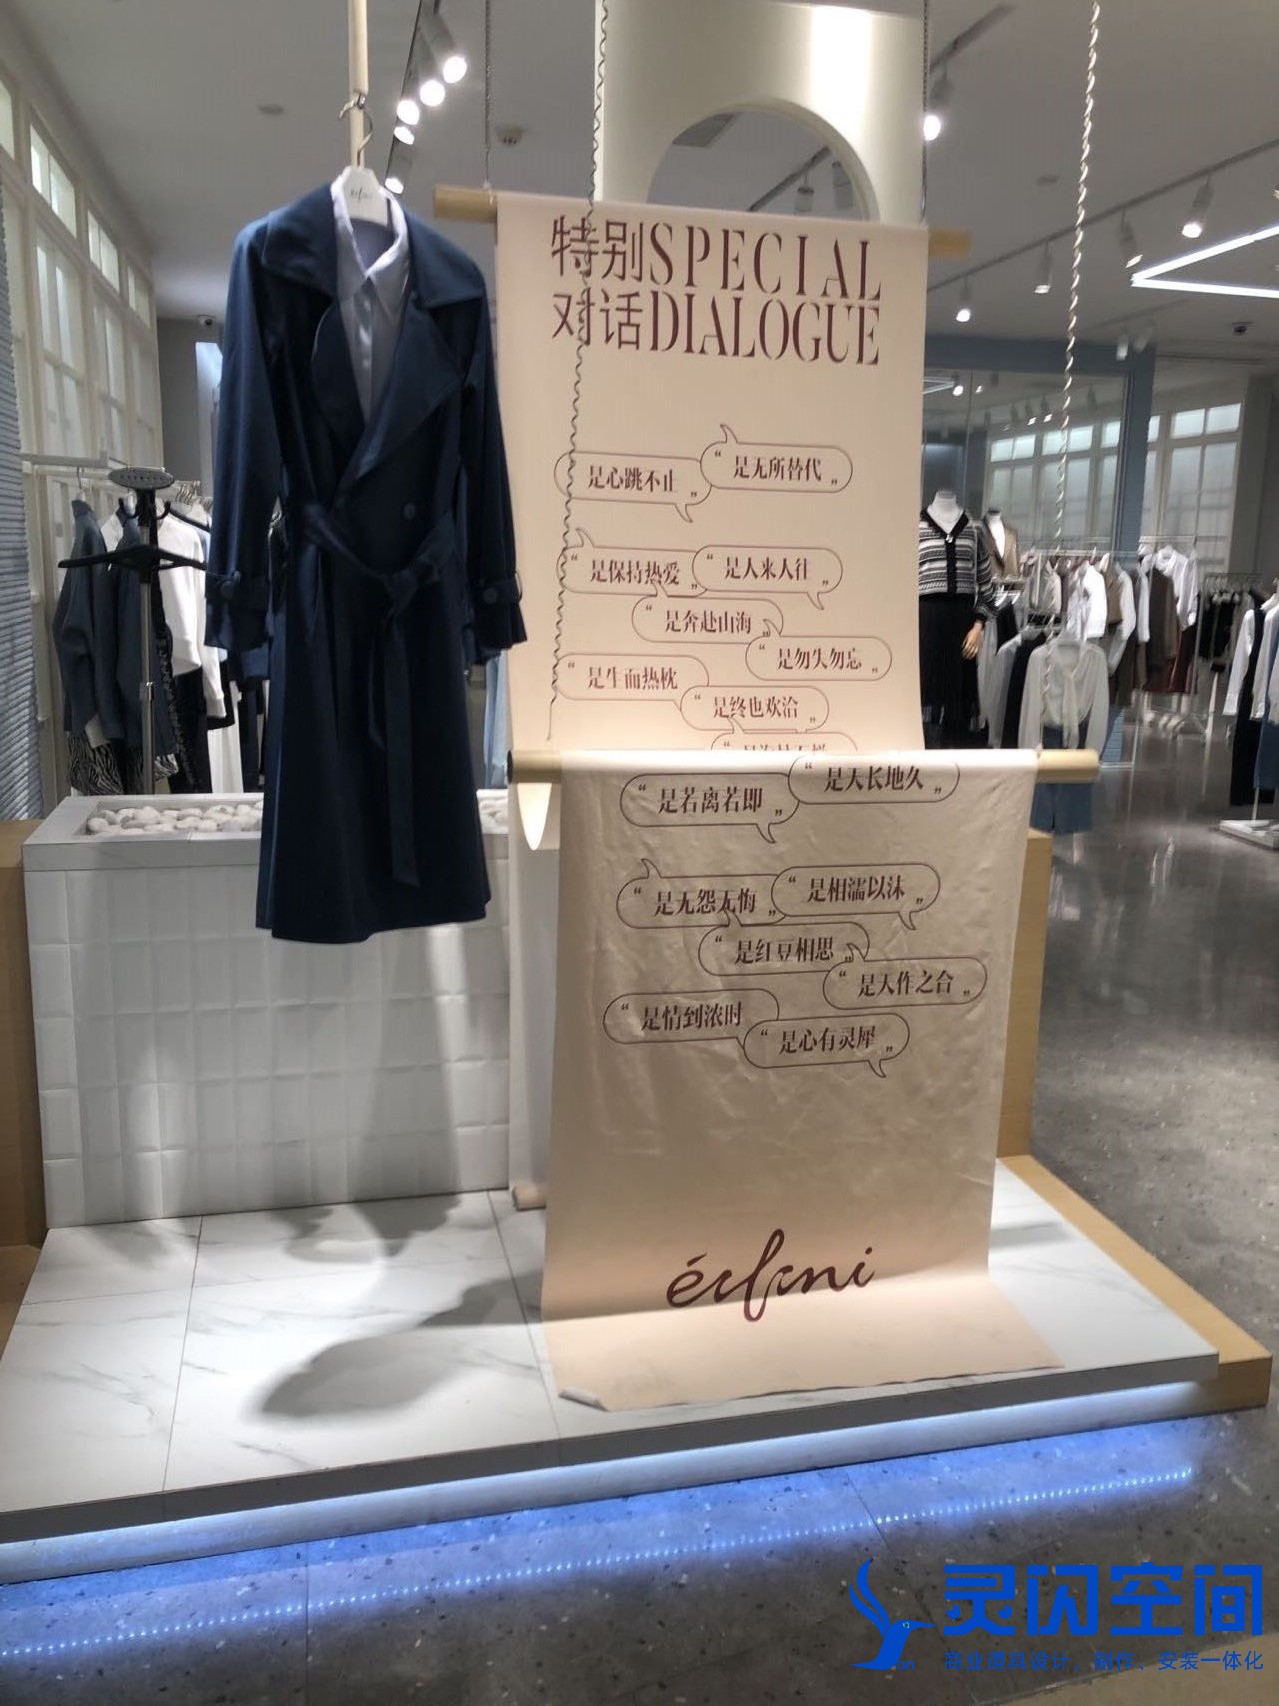 特别SPECIAL
对话DIALOGUE
是心跳不止”
“是无所替代”
“是保持热爱”
“是人来人往”
“是奔赴山海”
“是勿失勿忘”
“是生而热枕
“是终也欢洽”
“是若离若即”
“是天长地久”
“是无怨无悔”
“是相濡以沫”
“是红豆相思”
“是天作之合”
“是情到浓时
“是心有灵犀”
éifini
灵闪空间
商业道具设计、制作、安装一体化